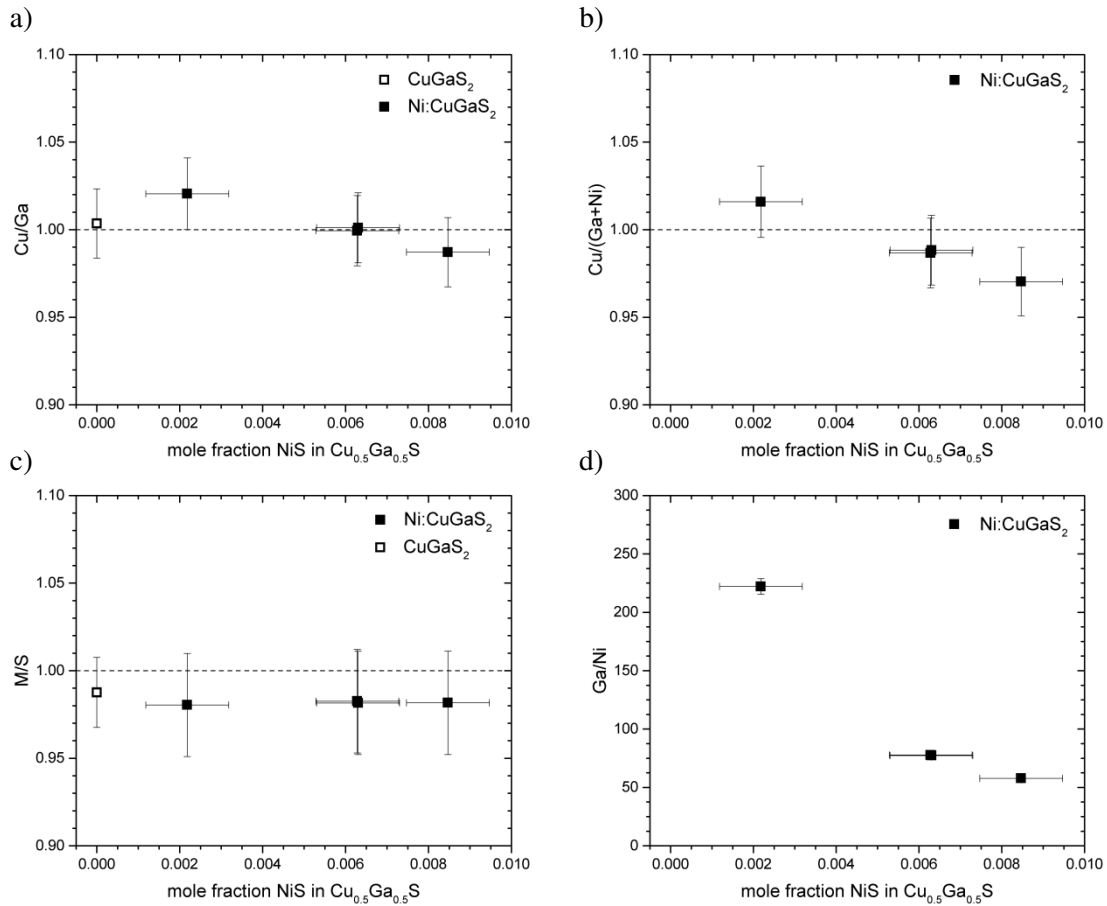 a)
1.10
1.05
1.00
0.95
0.90
Cu/Ga
CuGaS₂
Ni:CuGaS₂
0.000 0.002 0.004 0.006 0.008 0.010
mole fraction NiS in Cu₀.₅Ga₀.₅S
b)
1.10
1.05
1.00
0.95
0.90
Cu/(Ga+Ni)
Ni:CuGaS₂
0.000 0.002 0.004 0.006 0.008 0.010
mole fraction NiS in Cu₀.₅Ga₀.₅S
c)
1.10
1.05
1.00
0.95
0.90
M/S
Ni:CuGaS₂
CuGaS₂
0.000 0.002 0.004 0.006 0.008 0.010
mole fraction NiS in Cu₀.₅Ga₀.₅S
d)
300
250
200
150
100
50
0
Ga/Ni
Ni:CuGaS₂
0.000 0.002 0.004 0.006 0.008 0.010
mole fraction NiS in Cu₀.₅Ga₀.₅S